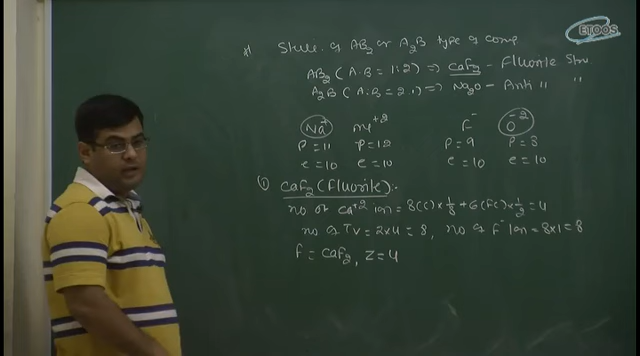 ETOOS
*) Strre. of AB₂ or A₂B type of comp
AB₂ (A:B = 1:2) ⇒ CaF₂ - Fluorite Stru.
A₂B (A:B = 2:1) ⇒ Na₂O - Anti " "
Na⁺ mg⁺² F⁻ O⁻²
P=11 P=12 P=9 P=8
e=10 e=10 e=10 e=10
(1) CaF₂ (Fluorite):-
no of Ca⁺² ion = 8(C)×1/8 + 6(FC)×1/2 = 4
no of TV = 2×4 = 8, no of F⁻ ion = 8×1 = 8
F = CaF₂, Z = 4